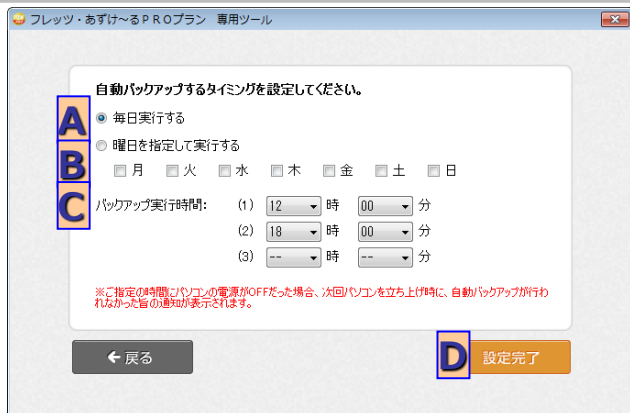 フレッツ・あずけ～るPROプラン 専用ツール
自動バックアップするタイミングを設定してください。
A 毎日実行する
B 曜日を指定して実行する
月 火 水 木 金 土 日
C バックアップ実行時間: (1) 12 時 00 分
(2) 18 時 00 分
(3) -- 時 -- 分
※ご指定の時間にパソコンの電源がOFFだった場合、次回パソコンを立ち上げ時に、自動バックアップが行わ
れなかった旨の通知が表示されます。
戻る D 設定完了